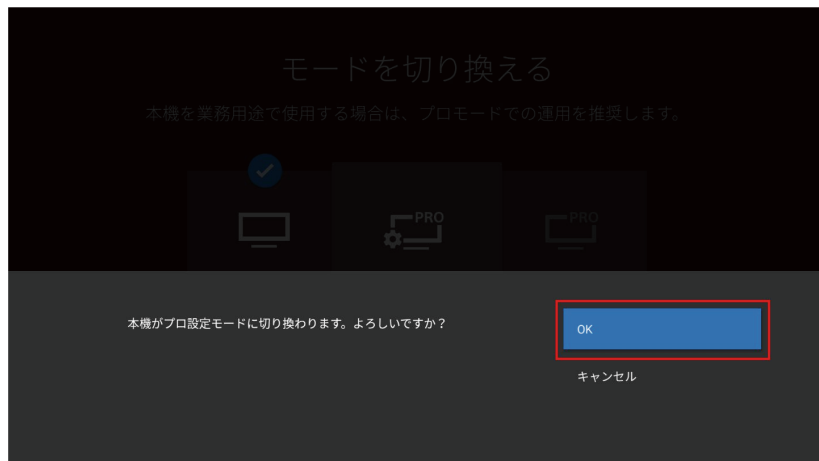 モードを切り換える
本機を業務用途で使用する場合は、プロモードでの運用を推奨します。
PRO
PRO
本機がプロ設定モードに切り換わります。よろしいですか？
OK
キャンセル